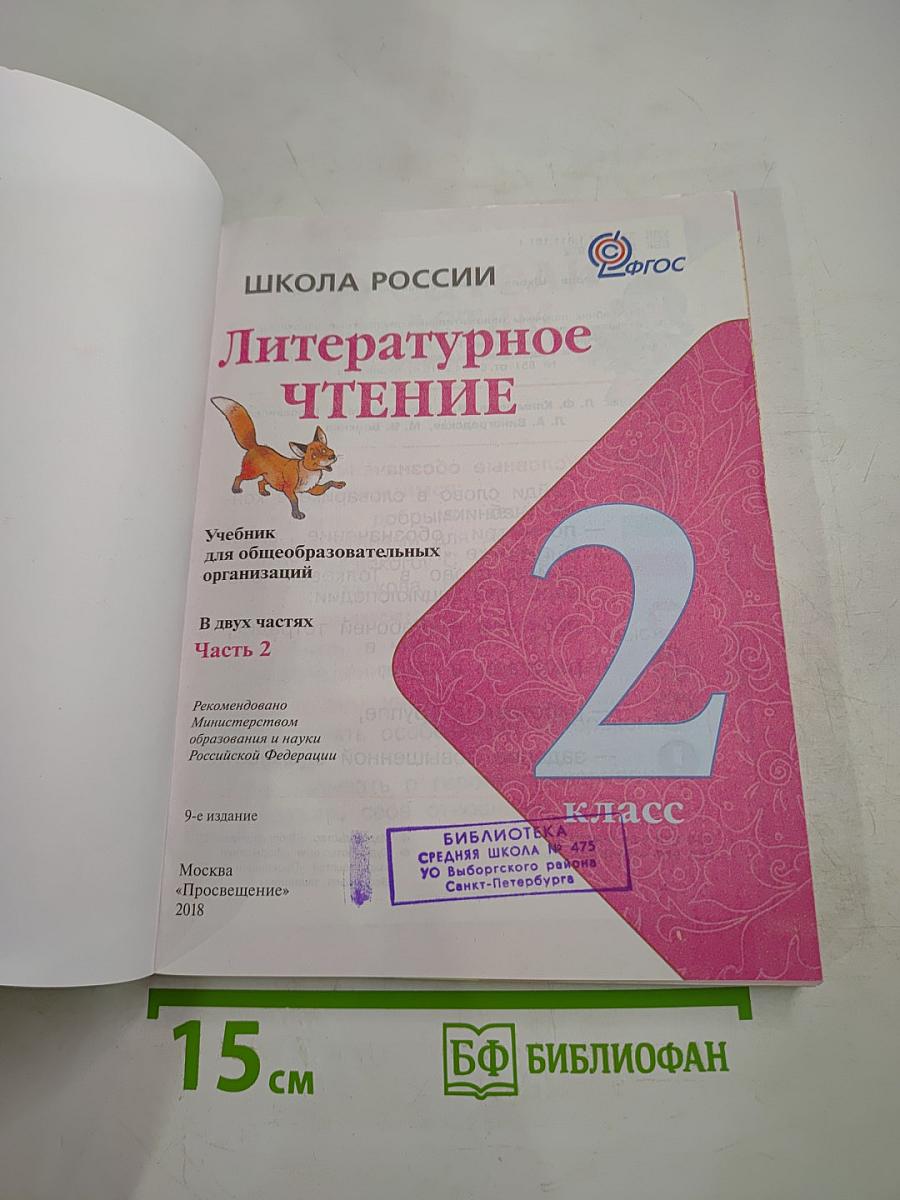 ШКОЛА РОССИИ
ФГОС
Литературное
ЧТЕНИЕ
Учебник
для общеобразовательных
организаций
В двух частях
Часть 2
Рекомендовано
Министерством
образования и науки
Российской Федерации
2
класс
9-е издание
Москва
«Просвещение»
2018
БИБЛИОТЕКА
СРЕДНЯЯ ШКОЛА № 475
УО Выборгского района
Санкт-Петербурга
15 см
БФ БИБЛИОФАН